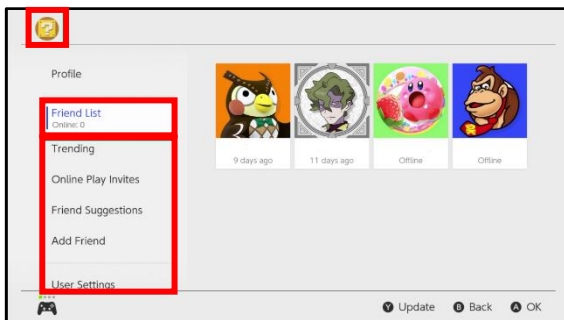 Profile
Friend List
Online: 0
Trending
Online Play Invites
Friend Suggestions
Add Friend
User Settings
9 days ago
11 days ago
Offline
Offline
Y Update
B Back
A OK